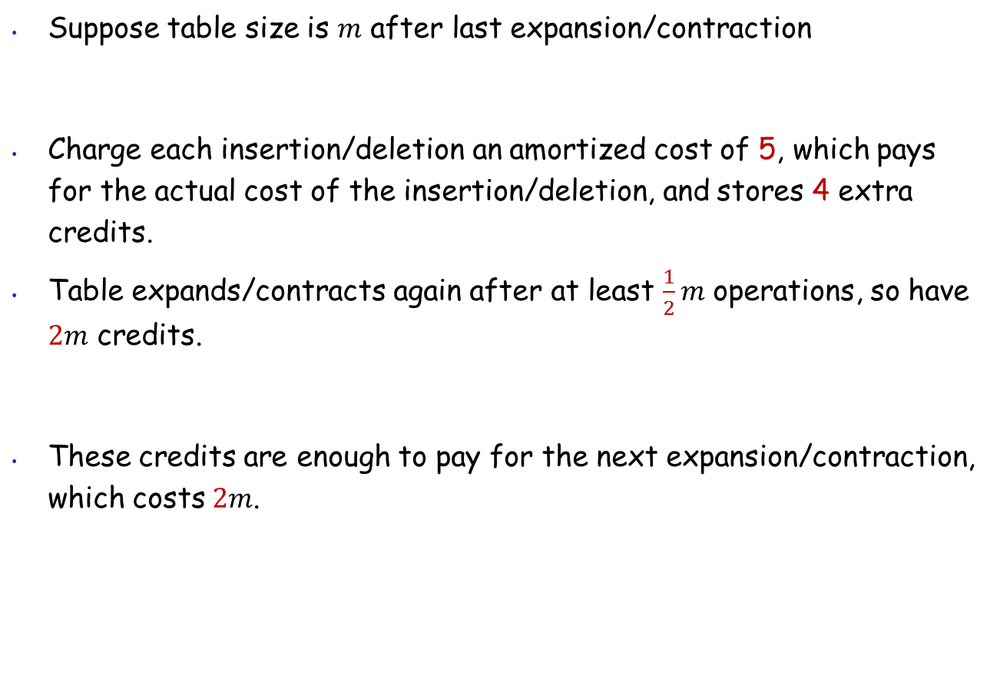 • Suppose table size is m after last expansion/contraction
• Charge each insertion/deletion an amortized cost of 5, which pays
for the actual cost of the insertion/deletion, and stores 4 extra
credits.
• Table expands/contracts again after at least 1/2 m operations, so have
2m credits.
• These credits are enough to pay for the next expansion/contraction,
which costs 2m.